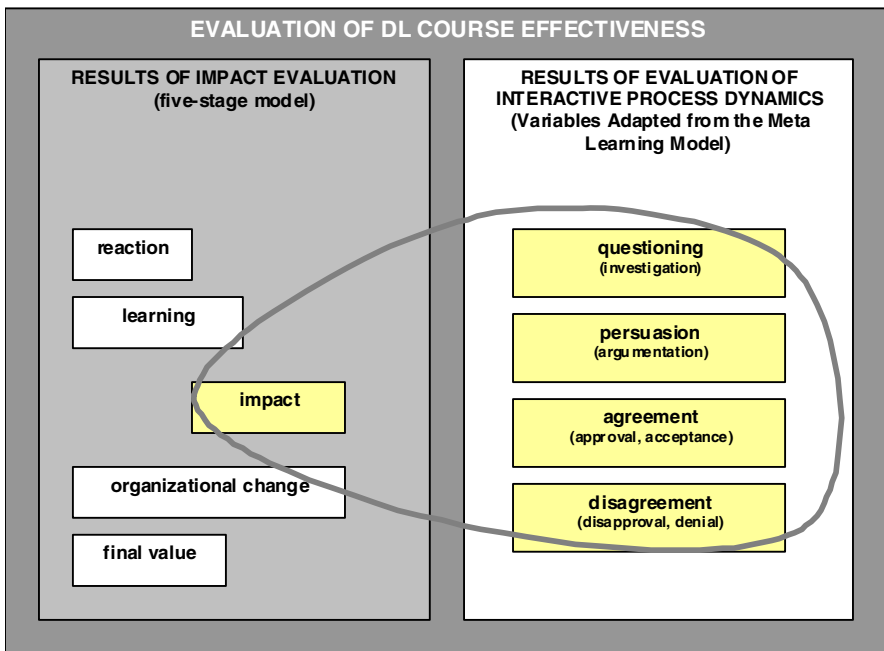 EVALUATION OF DL COURSE EFFECTIVENESS
RESULTS OF IMPACT EVALUATION
(five-stage model)
reaction
learning
impact
organizational change
final value
RESULTS OF EVALUATION OF
INTERACTIVE PROCESS DYNAMICS
(Variables Adapted from the Meta
Learning Model)
questioning
(investigation)
persuasion
(argumentation)
agreement
(approval, acceptance)
disagreement
(disapproval, denial)